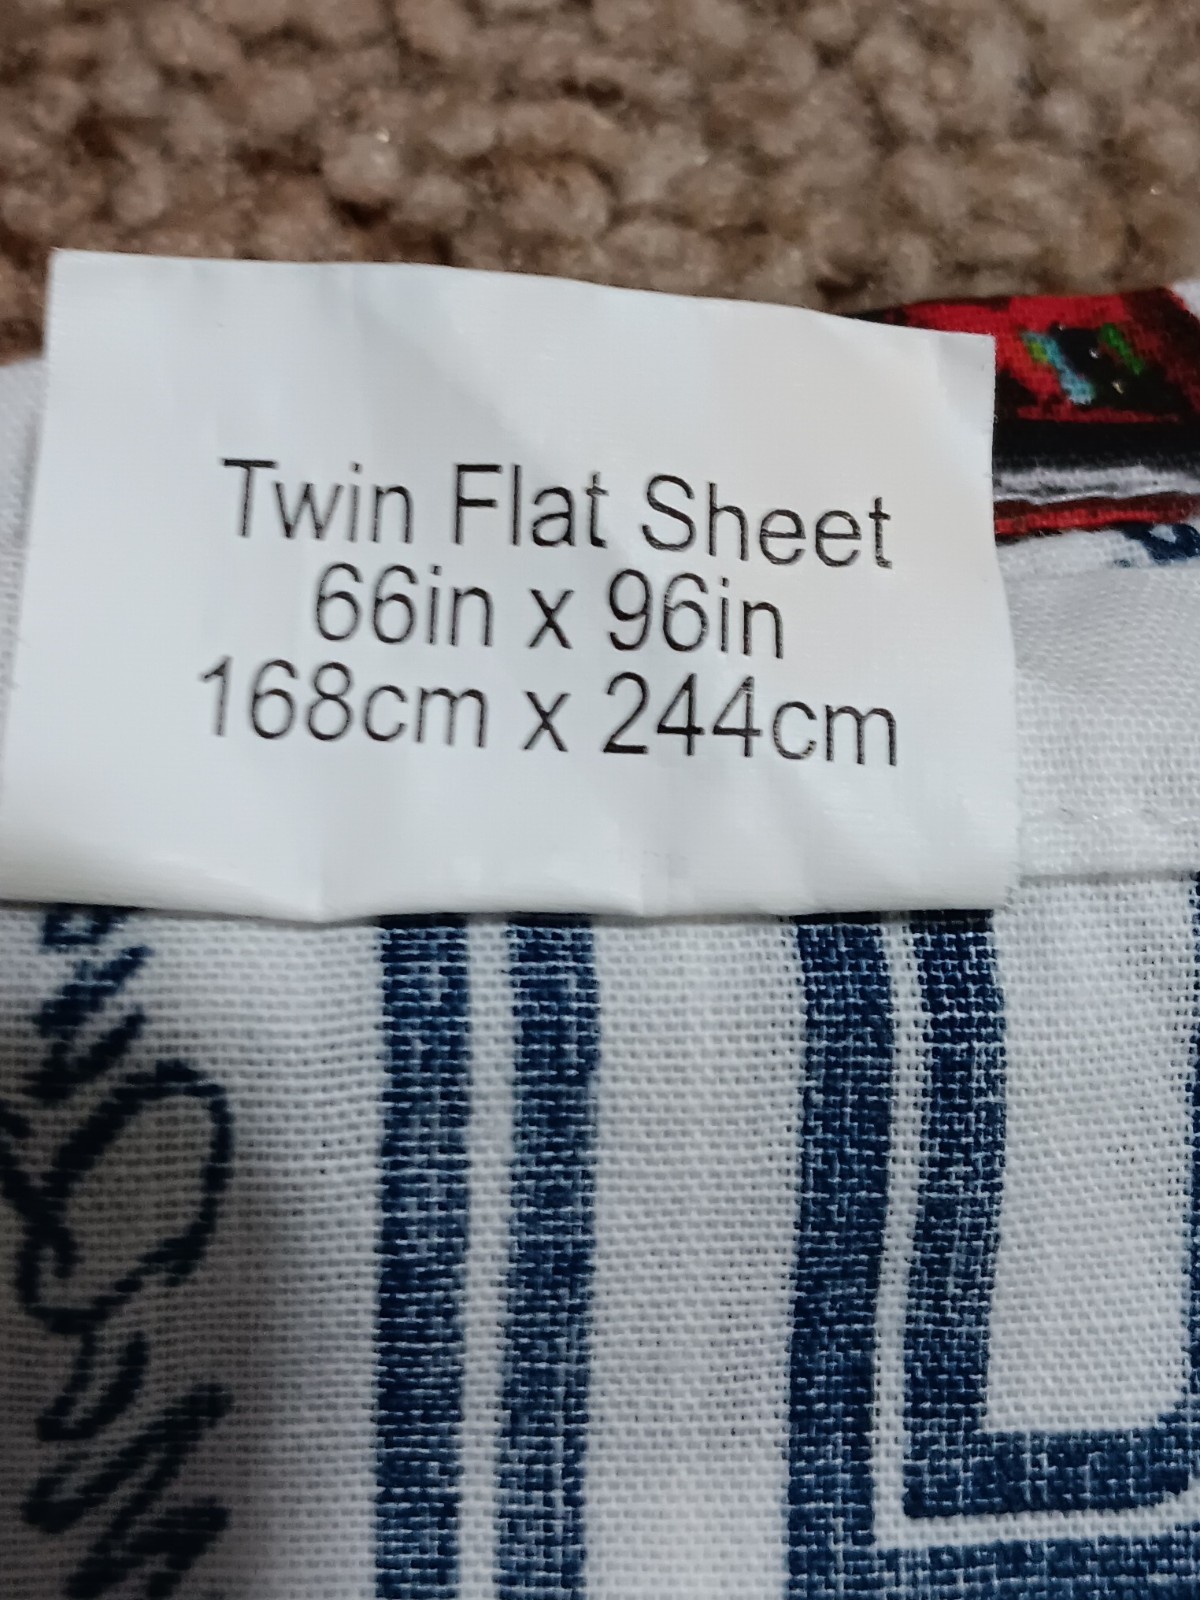 Twin Flat Sheet
66in x 96in
168cm x 244cm